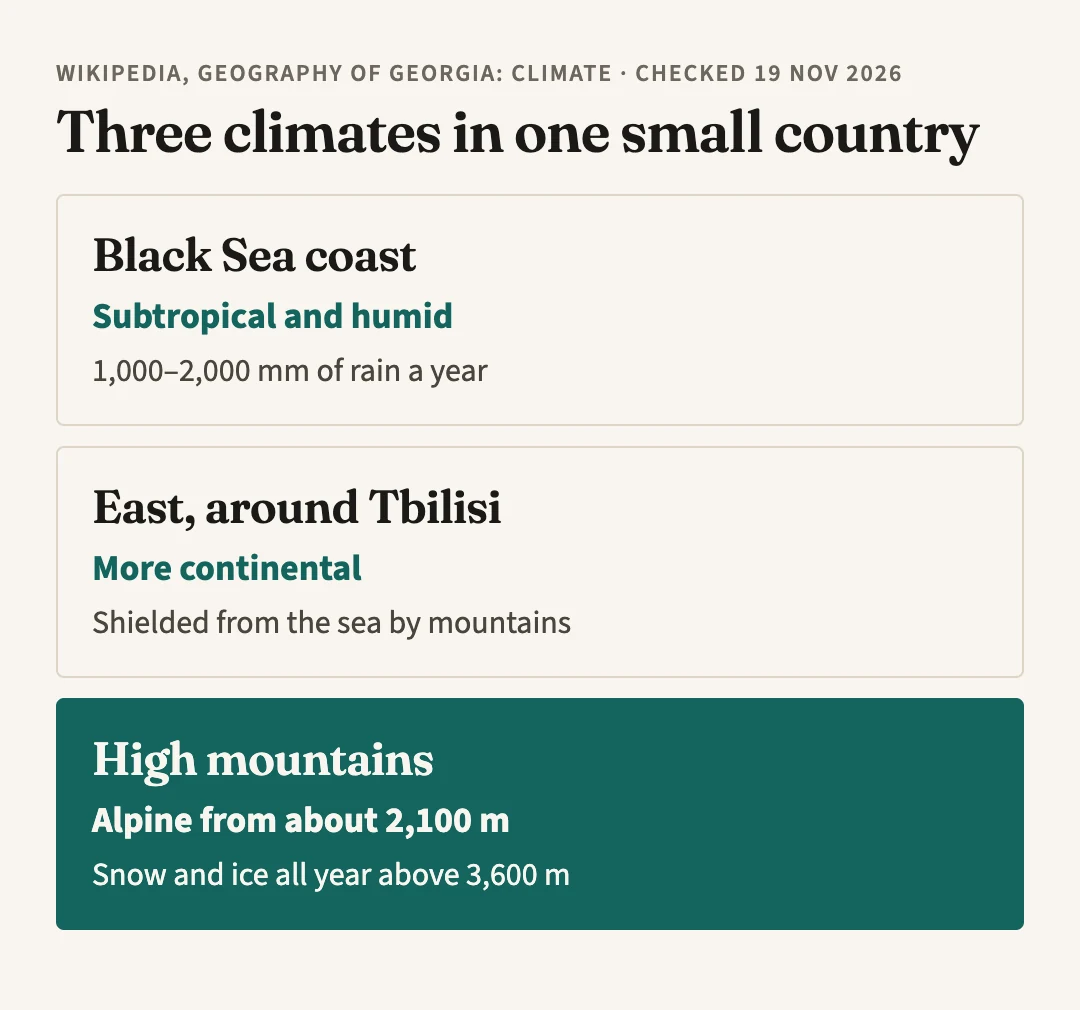 WIKIPEDIA, GEOGRAPHY OF GEORGIA: CLIMATE · CHECKED 19 NOV 2026
Three climates in one small country
Black Sea coast
Subtropical and humid
1,000–2,000 mm of rain a year
East, around Tbilisi
More continental
Shielded from the sea by mountains
High mountains
Alpine from about 2,100 m
Snow and ice all year above 3,600 m